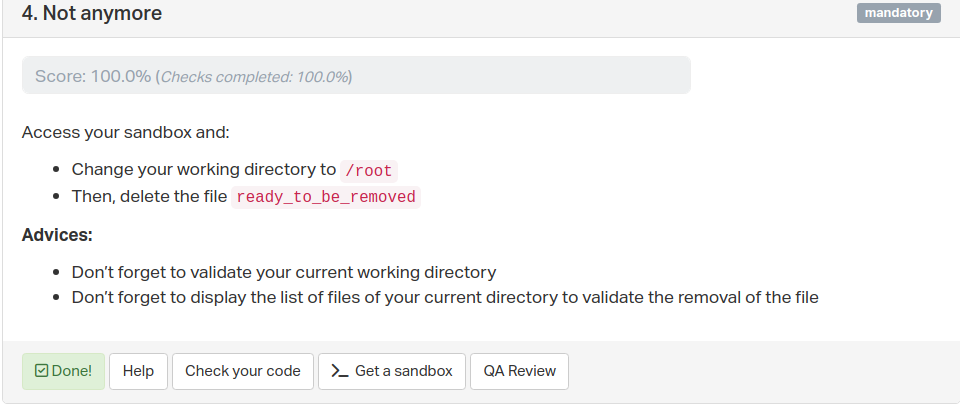 4. Not anymore
mandatory
Score: 100.0% (Checks completed: 100.0%)
Access your sandbox and:
• Change your working directory to /root
• Then, delete the file ready_to_be_removed
Advices:
• Don’t forget to validate your current working directory
• Don’t forget to display the list of files of your current directory to validate the removal of the file
Done! Help Check your code >_ Get a sandbox QA Review